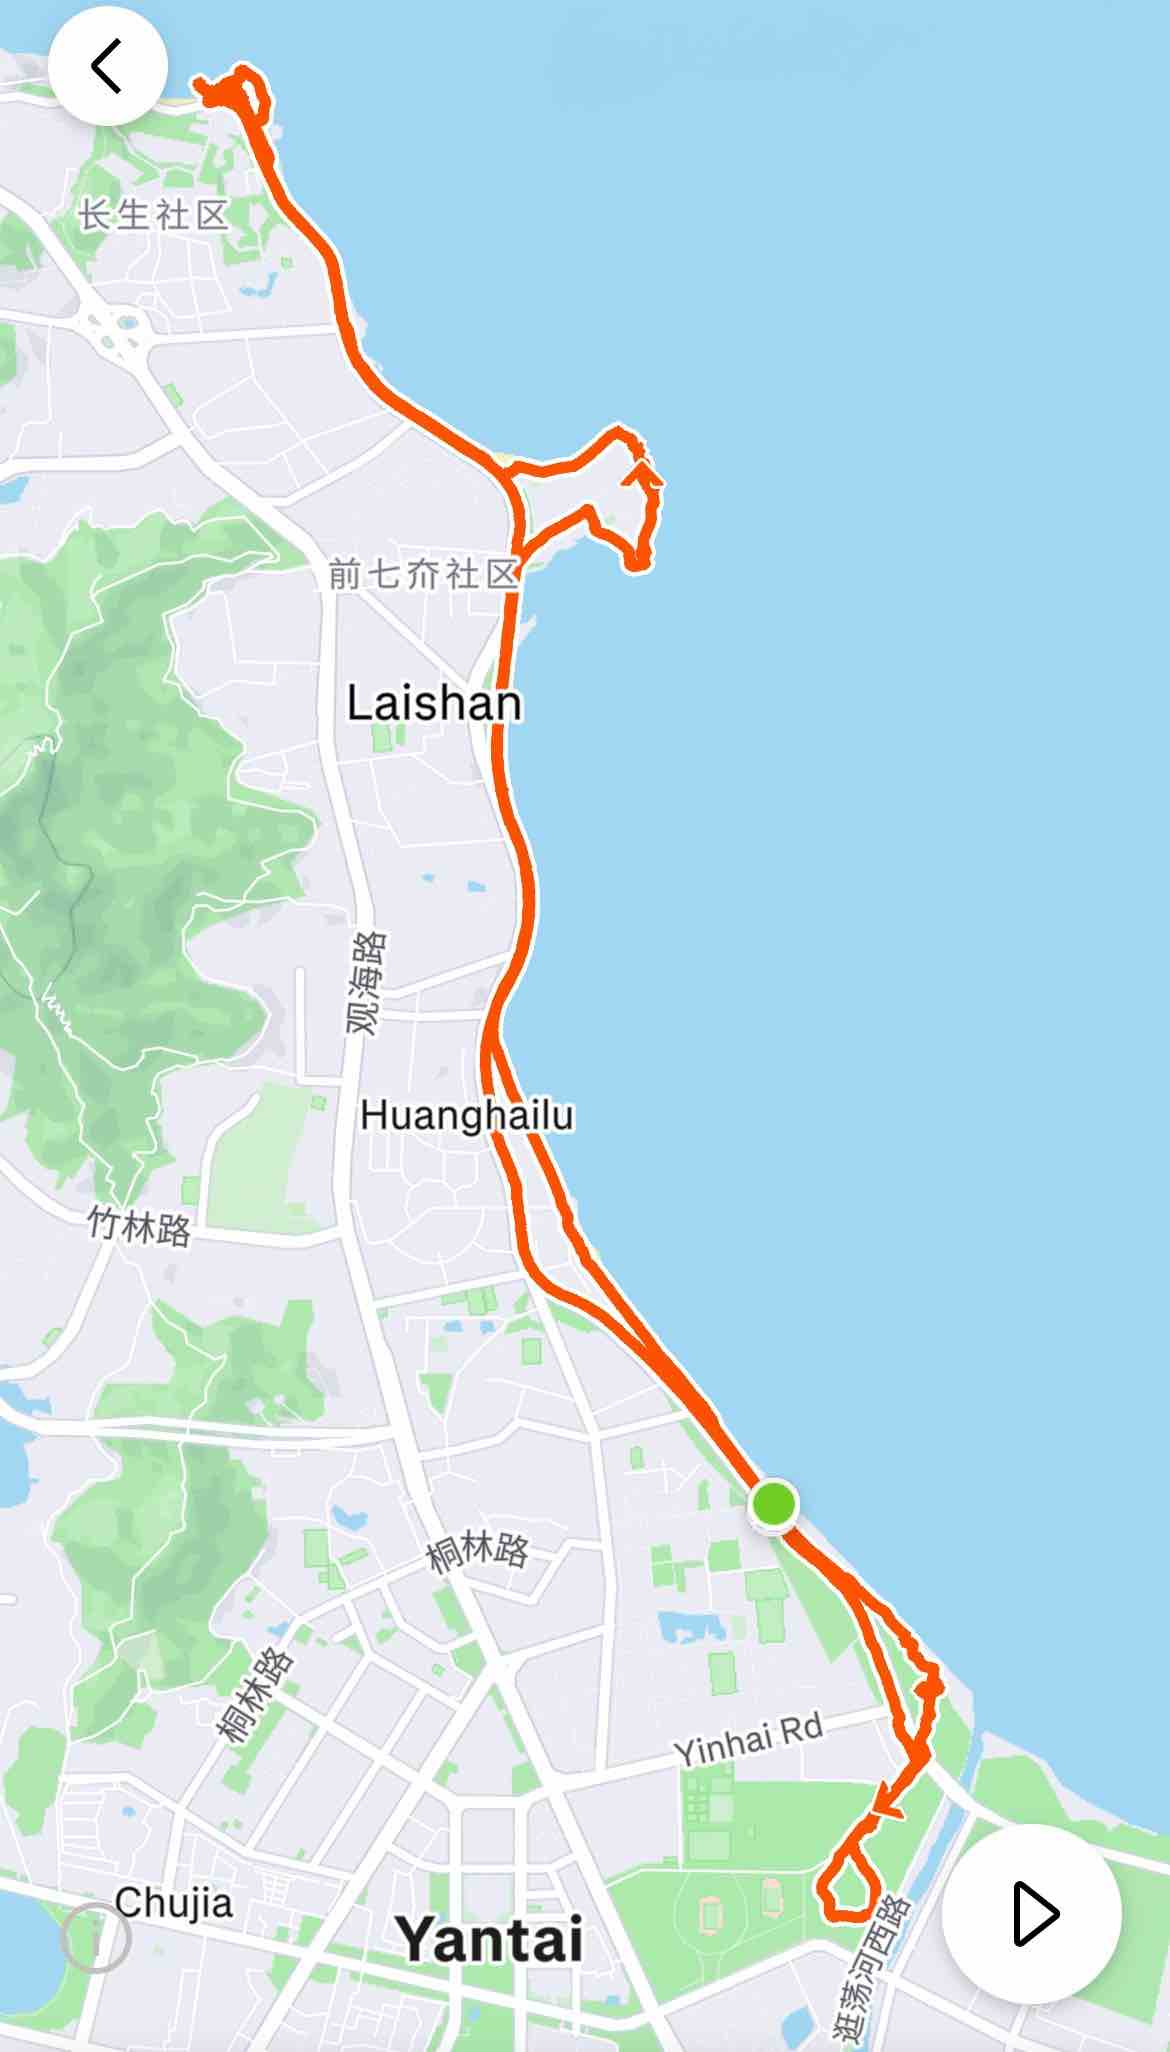 长生社区
前七夼社区
Laishan
观海路
Huanghailu
竹林路
桐林路
桐林路
Yinhai Rd
Chujia
Yantai
逛荡河西路